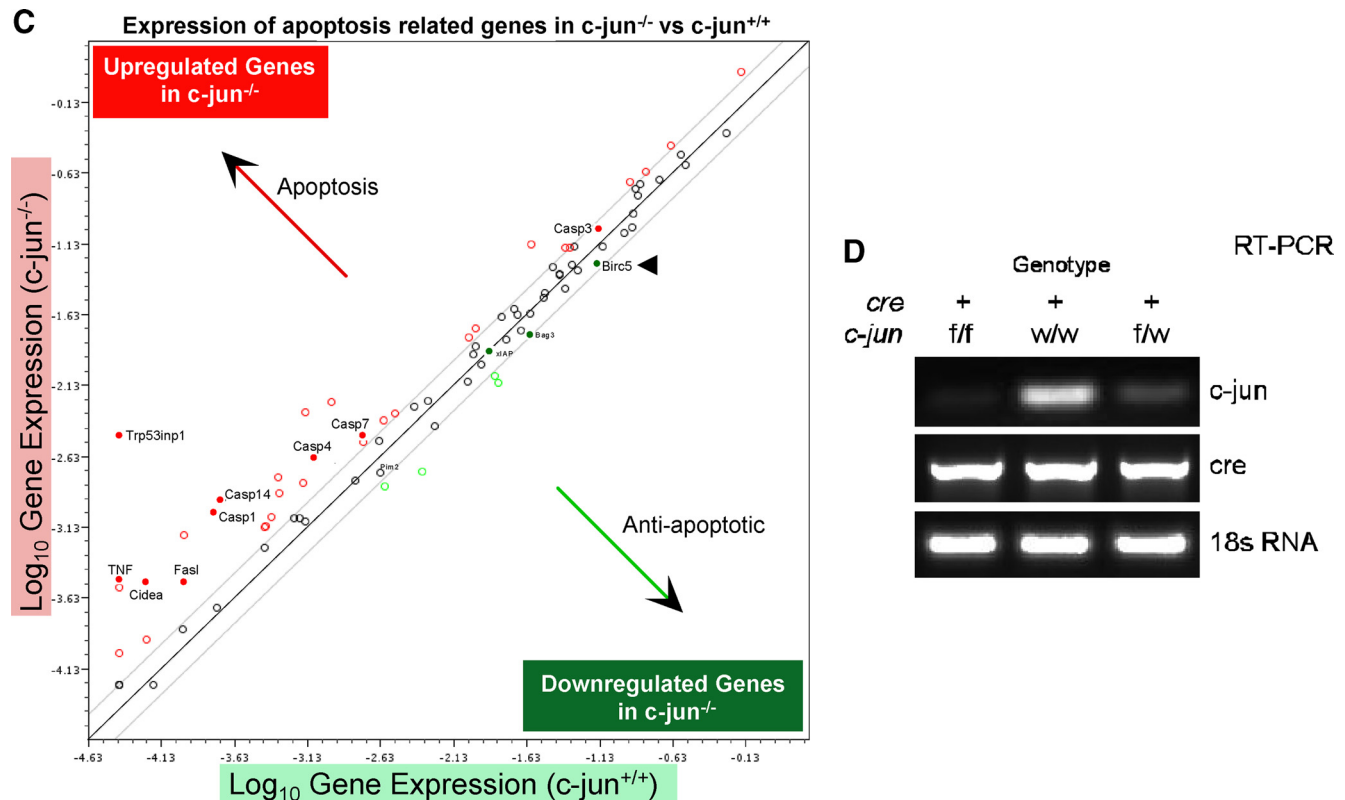 C
Expression of apoptosis related genes in c-jun-/- vs c-jun+/+
Upregulated Genes
in c-jun-/-
Apoptosis
Log10 Gene Expression (c-jun-/-)
-0.13
-0.63
-1.13
-1.63
-2.13
-2.63
-3.13
-3.63
-4.13
Casp3
Birc5
Bag3
xIAP
Casp7
Trp53inp1
Casp4
Pim2
Casp14
Casp1
TNF
Fasl
Cidea
Anti-apoptotic
Downregulated Genes
in c-jun-/-
-4.63 -4.13 -3.63 -3.13 -2.63 -2.13 -1.63 -1.13 -0.63 -0.13
Log10 Gene Expression (c-jun+/+)
D
RT-PCR
Genotype
cre + + +
c-jun f/f w/w f/w
c-jun
cre
18s RNA